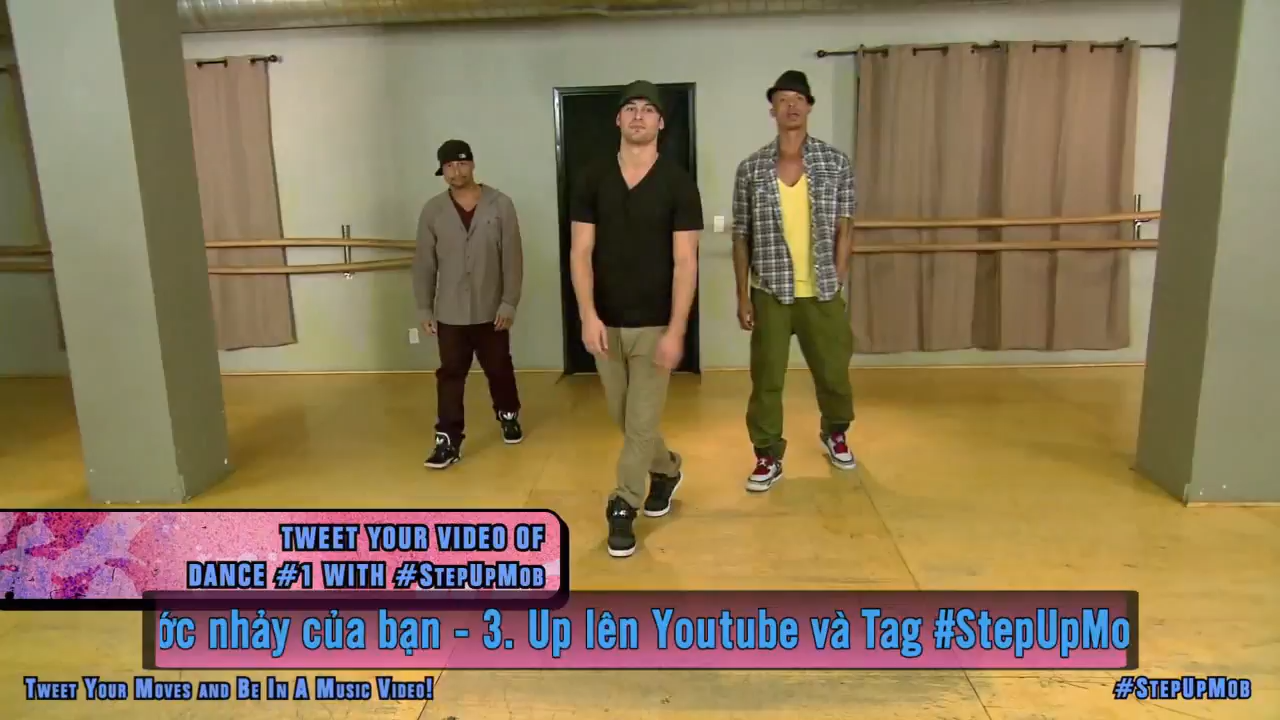 TWEET YOUR VIDEO OF
DANCE #1 WITH #STEPUPMOB
ớc nhảy của bạn - 3. Up lên Youtube và Tag #StepUpMo
TWEET YOUR MOVES AND BE IN A MUSIC VIDEO!
#STEPUPMOB